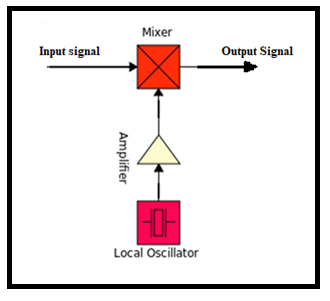 Mixer
Input signal
Output Signal
Amplifier
Local Oscillator